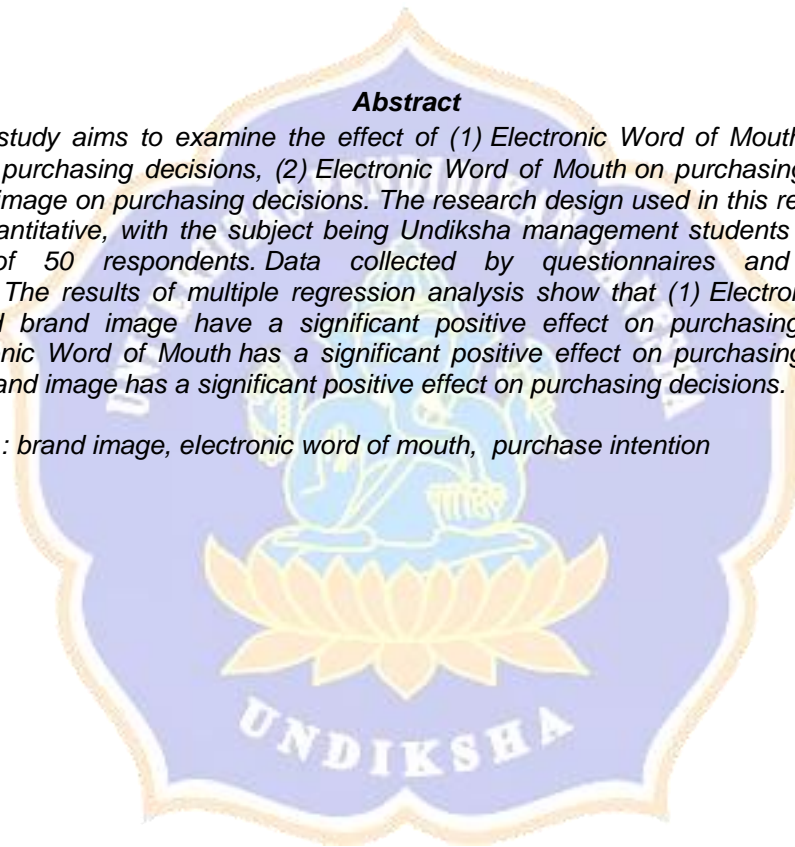 Abstract
study aims to examine the effect of (1) Electronic Word of Mouth
purchasing decisions, (2) Electronic Word of Mouth on purchasing
image on purchasing decisions. The research design used in this re
antitative, with the subject being Undiksha management students
of 50 respondents. Data collected by questionnaires and
The results of multiple regression analysis show that (1) Electro
d brand image have a significant positive effect on purchasing
onic Word of Mouth has a significant positive effect on purchasing
and image has a significant positive effect on purchasing decisions.
: brand image, electronic word of mouth, purchase intention
UNDIKSHA